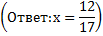 (Ответ:x = 12/17)